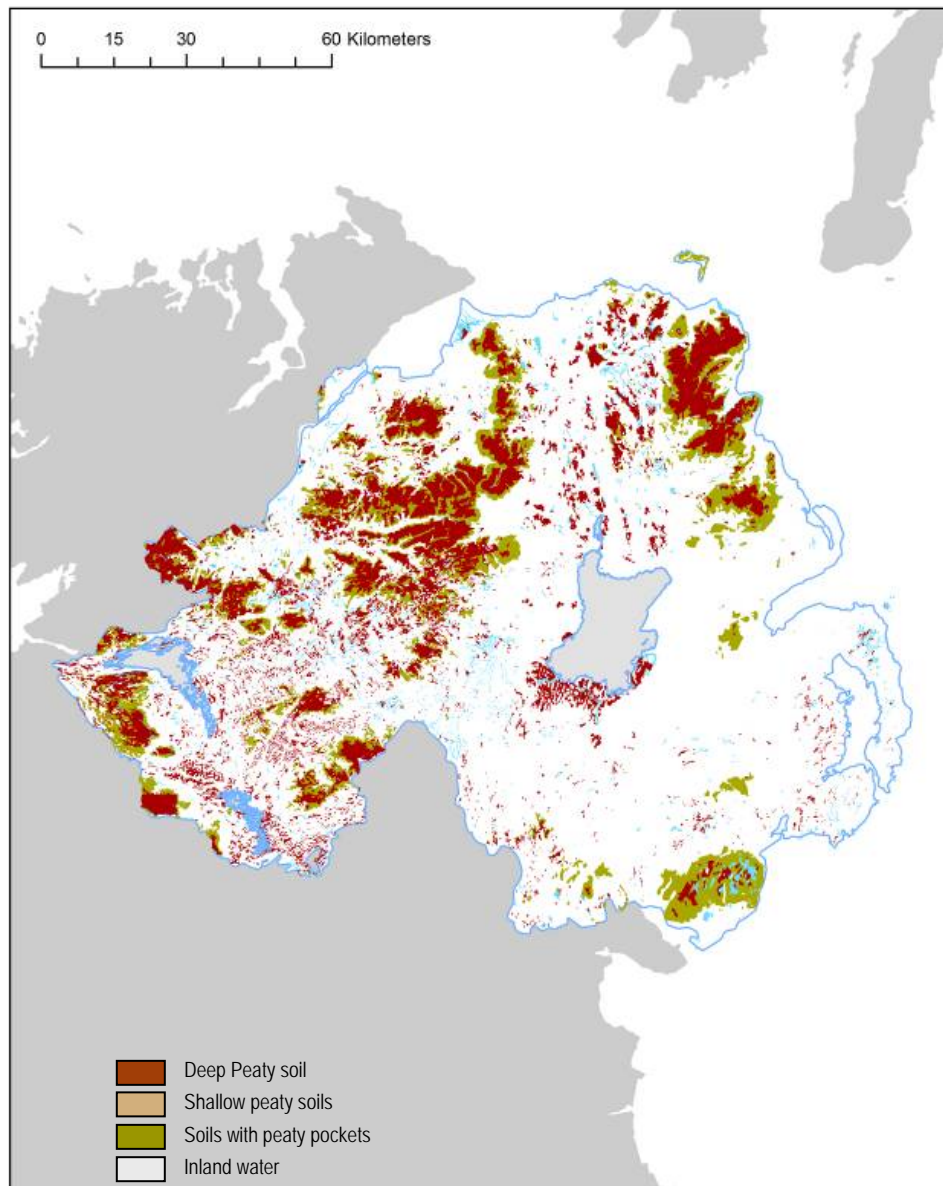 0 15 30 60 Kilometers
Deep Peaty soil
Shallow peaty soils
Soils with peaty pockets
Inland water